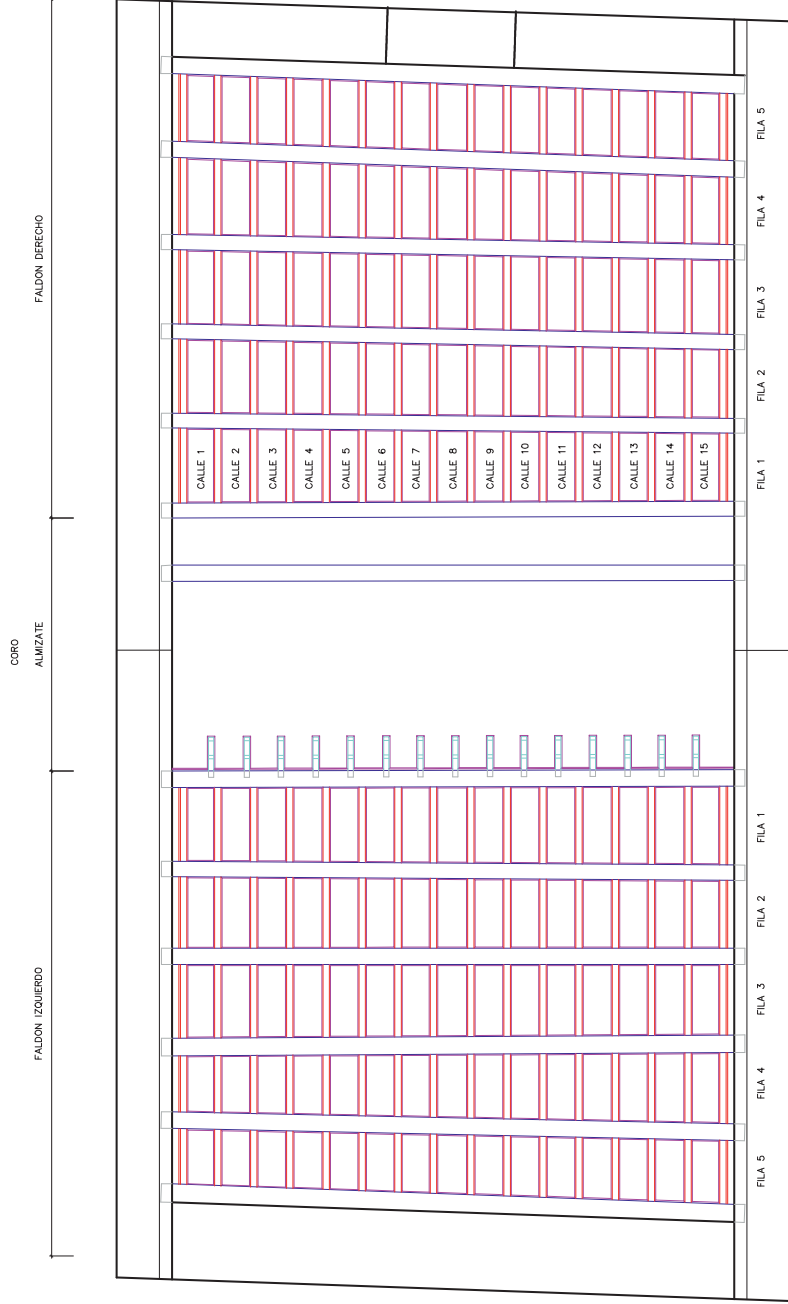 CORO
FALDON DERECHO
ALMIZATE
FALDON IZQUIERDO
FILA 5
FILA 4
FILA 3
FILA 2
FILA 1
CALLE 1
CALLE 2
CALLE 3
CALLE 4
CALLE 5
CALLE 6
CALLE 7
CALLE 8
CALLE 9
CALLE 10
CALLE 11
CALLE 12
CALLE 13
CALLE 14
CALLE 15
FILA 1
FILA 2
FILA 3
FILA 4
FILA 5